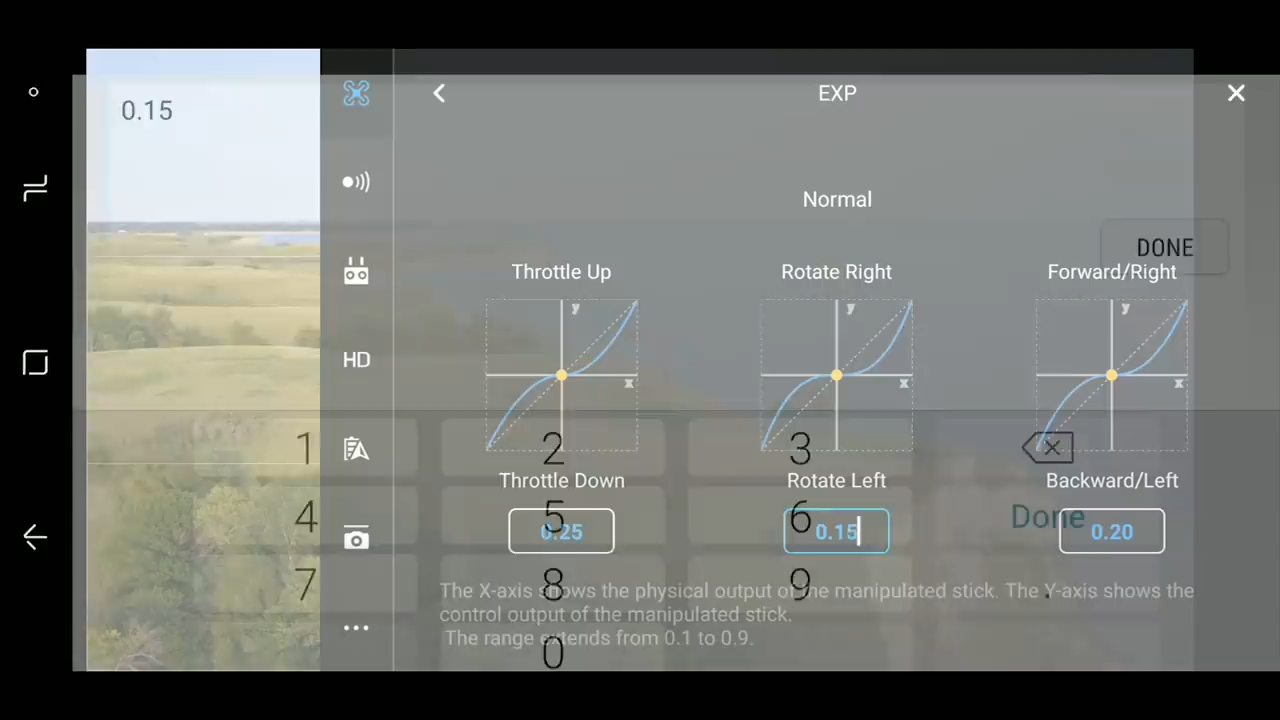 0.15
EXP
Normal
DONE
Throttle Up
Rotate Right
Forward/Right
y
y
y
x
x
x
HD
1
2
3
Throttle Down
Rotate Left
Backward/Left
4
5
6
Done
0.25
0.15
0.20
7
8
9
.
The X-axis shows the physical output of the manipulated stick. The Y-axis shows the
control output of the manipulated stick.
The range extends from 0.1 to 0.9.
0